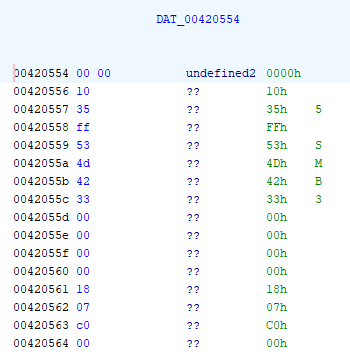 DAT_00420554
00420554 00 00 undefined2 0000h
00420556 10 ?? 10h
00420557 35 ?? 35h 5
00420558 ff ?? FFh
00420559 53 ?? 53h S
0042055a 4d ?? 4Dh M
0042055b 42 ?? 42h B
0042055c 33 ?? 33h 3
0042055d 00 ?? 00h
0042055e 00 ?? 00h
0042055f 00 ?? 00h
00420560 00 ?? 00h
00420561 18 ?? 18h
00420562 07 ?? 07h
00420563 c0 ?? C0h
00420564 00 ?? 00h